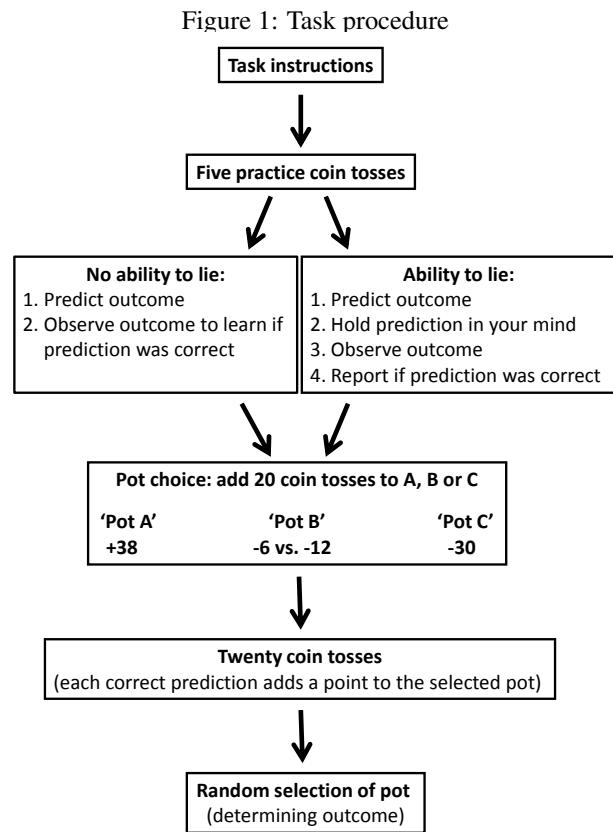 Figure 1: Task procedure
Task instructions
Five practice coin tosses
No ability to lie:
1. Predict outcome
2. Observe outcome to learn if
prediction was correct
Ability to lie:
1. Predict outcome
2. Hold prediction in your mind
3. Observe outcome
4. Report if prediction was correct
Pot choice: add 20 coin tosses to A, B or C
‘Pot A’ ‘Pot B’ ‘Pot C’
+38 -6 vs. -12 -30
Twenty coin tosses
(each correct prediction adds a point to the selected pot)
Random selection of pot
(determining outcome)